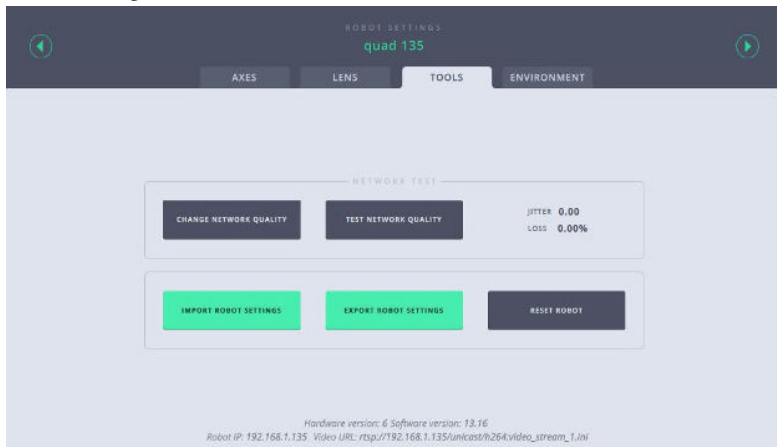 ROBOT SETTINGS
quad 135
AXES LENS TOOLS ENVIRONMENT
NETWORK TEST
CHANGE NETWORK QUALITY TEST NETWORK QUALITY JITTER 0.00
LOSS 0.00%
IMPORT ROBOT SETTINGS EXPORT ROBOT SETTINGS RESET ROBOT
Hardware version: 6 Software version: 13.16
Robot IP: 192.168.1.135 Video URL: rtsp://192.168.1.135/unicast/h264:video_stream_1.ini